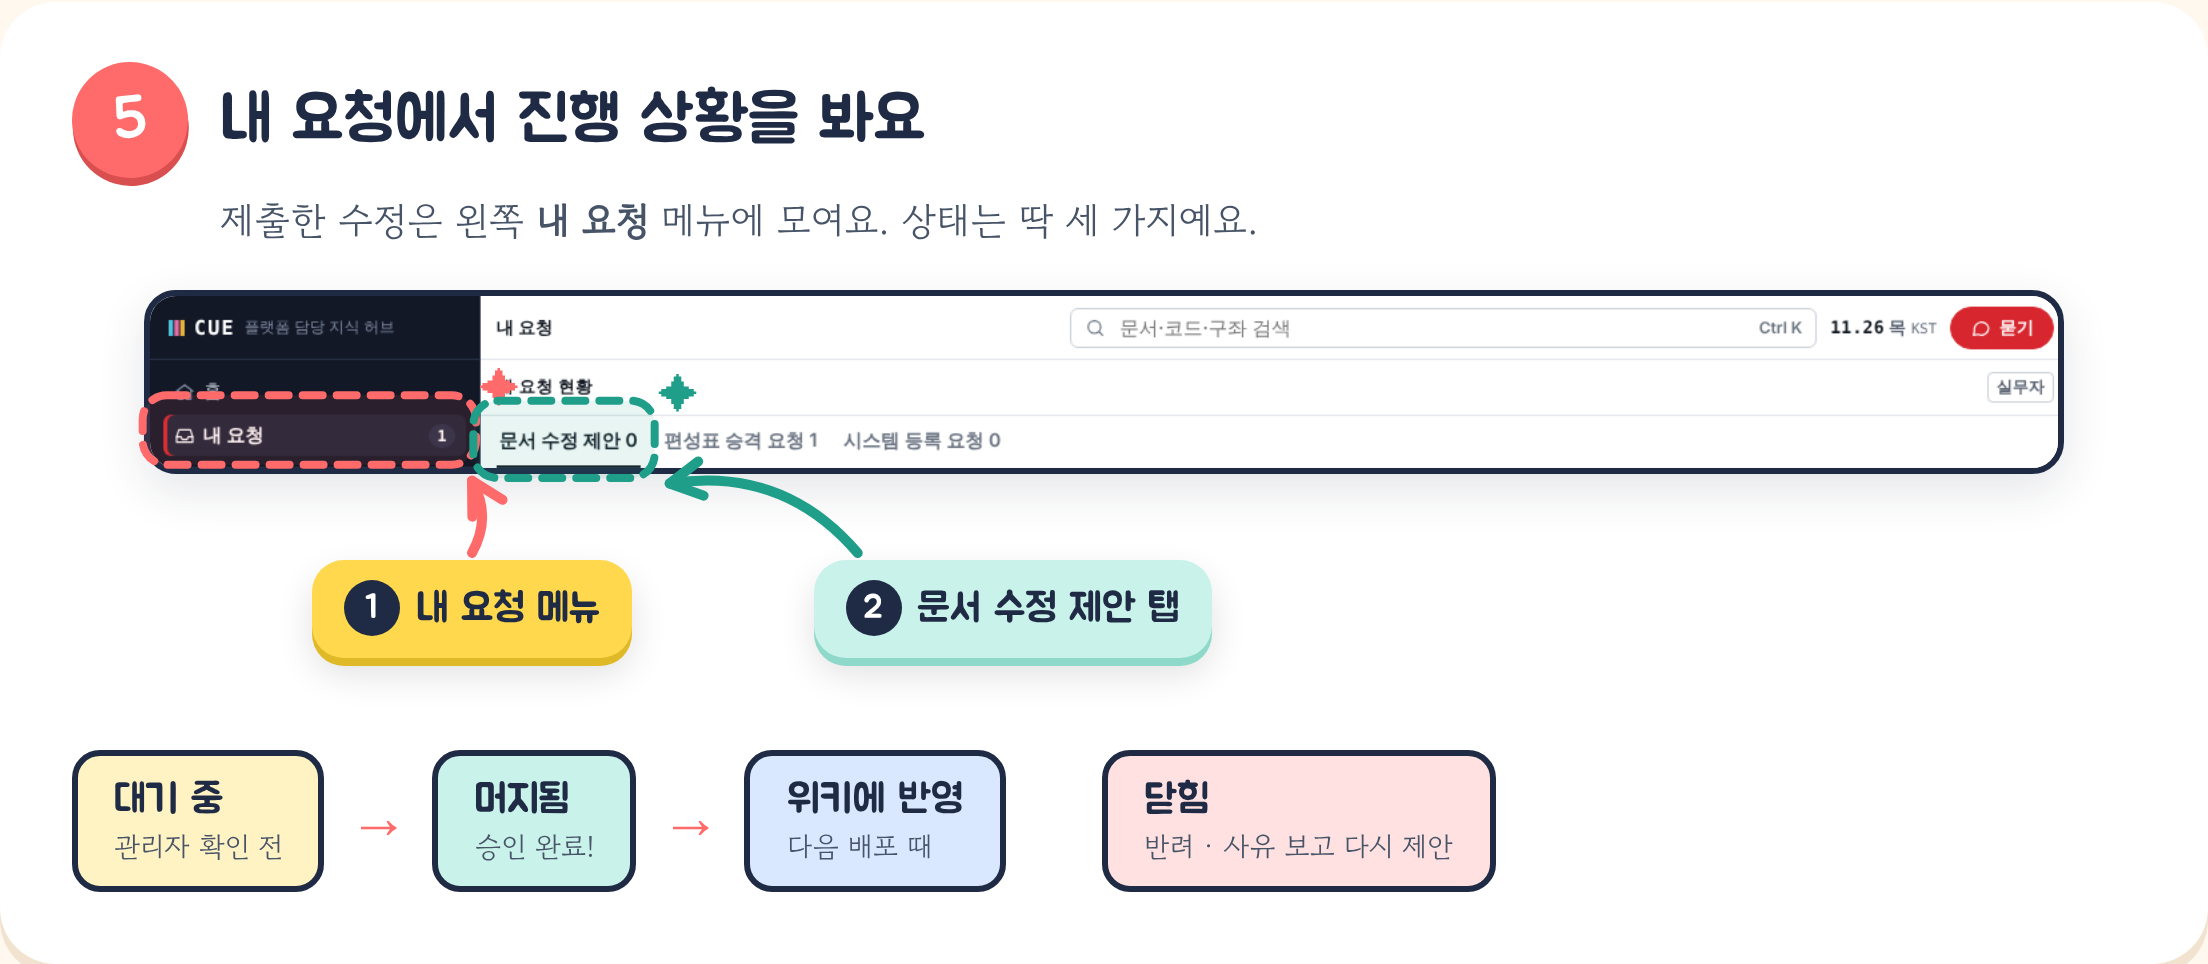 5
내 요청에서 진행 상황을 봐요
제출한 수정은 왼쪽 내 요청 메뉴에 모여요. 상태는 딱 세 가지예요.
CUE 플랫폼 담당 지식 허브
내 요청
문서·코드·구좌 검색
Ctrl K
11.26 목 KST
묻기
홈
요청 현황
실무자
내 요청
1
문서 수정 제안 0
편성표 승격 요청 1
시스템 등록 요청 0
1 내 요청 메뉴
2 문서 수정 제안 탭
대기 중
관리자 확인 전
→
머지됨
승인 완료!
→
위키에 반영
다음 배포 때
닫힘
반려 · 사유 보고 다시 제안